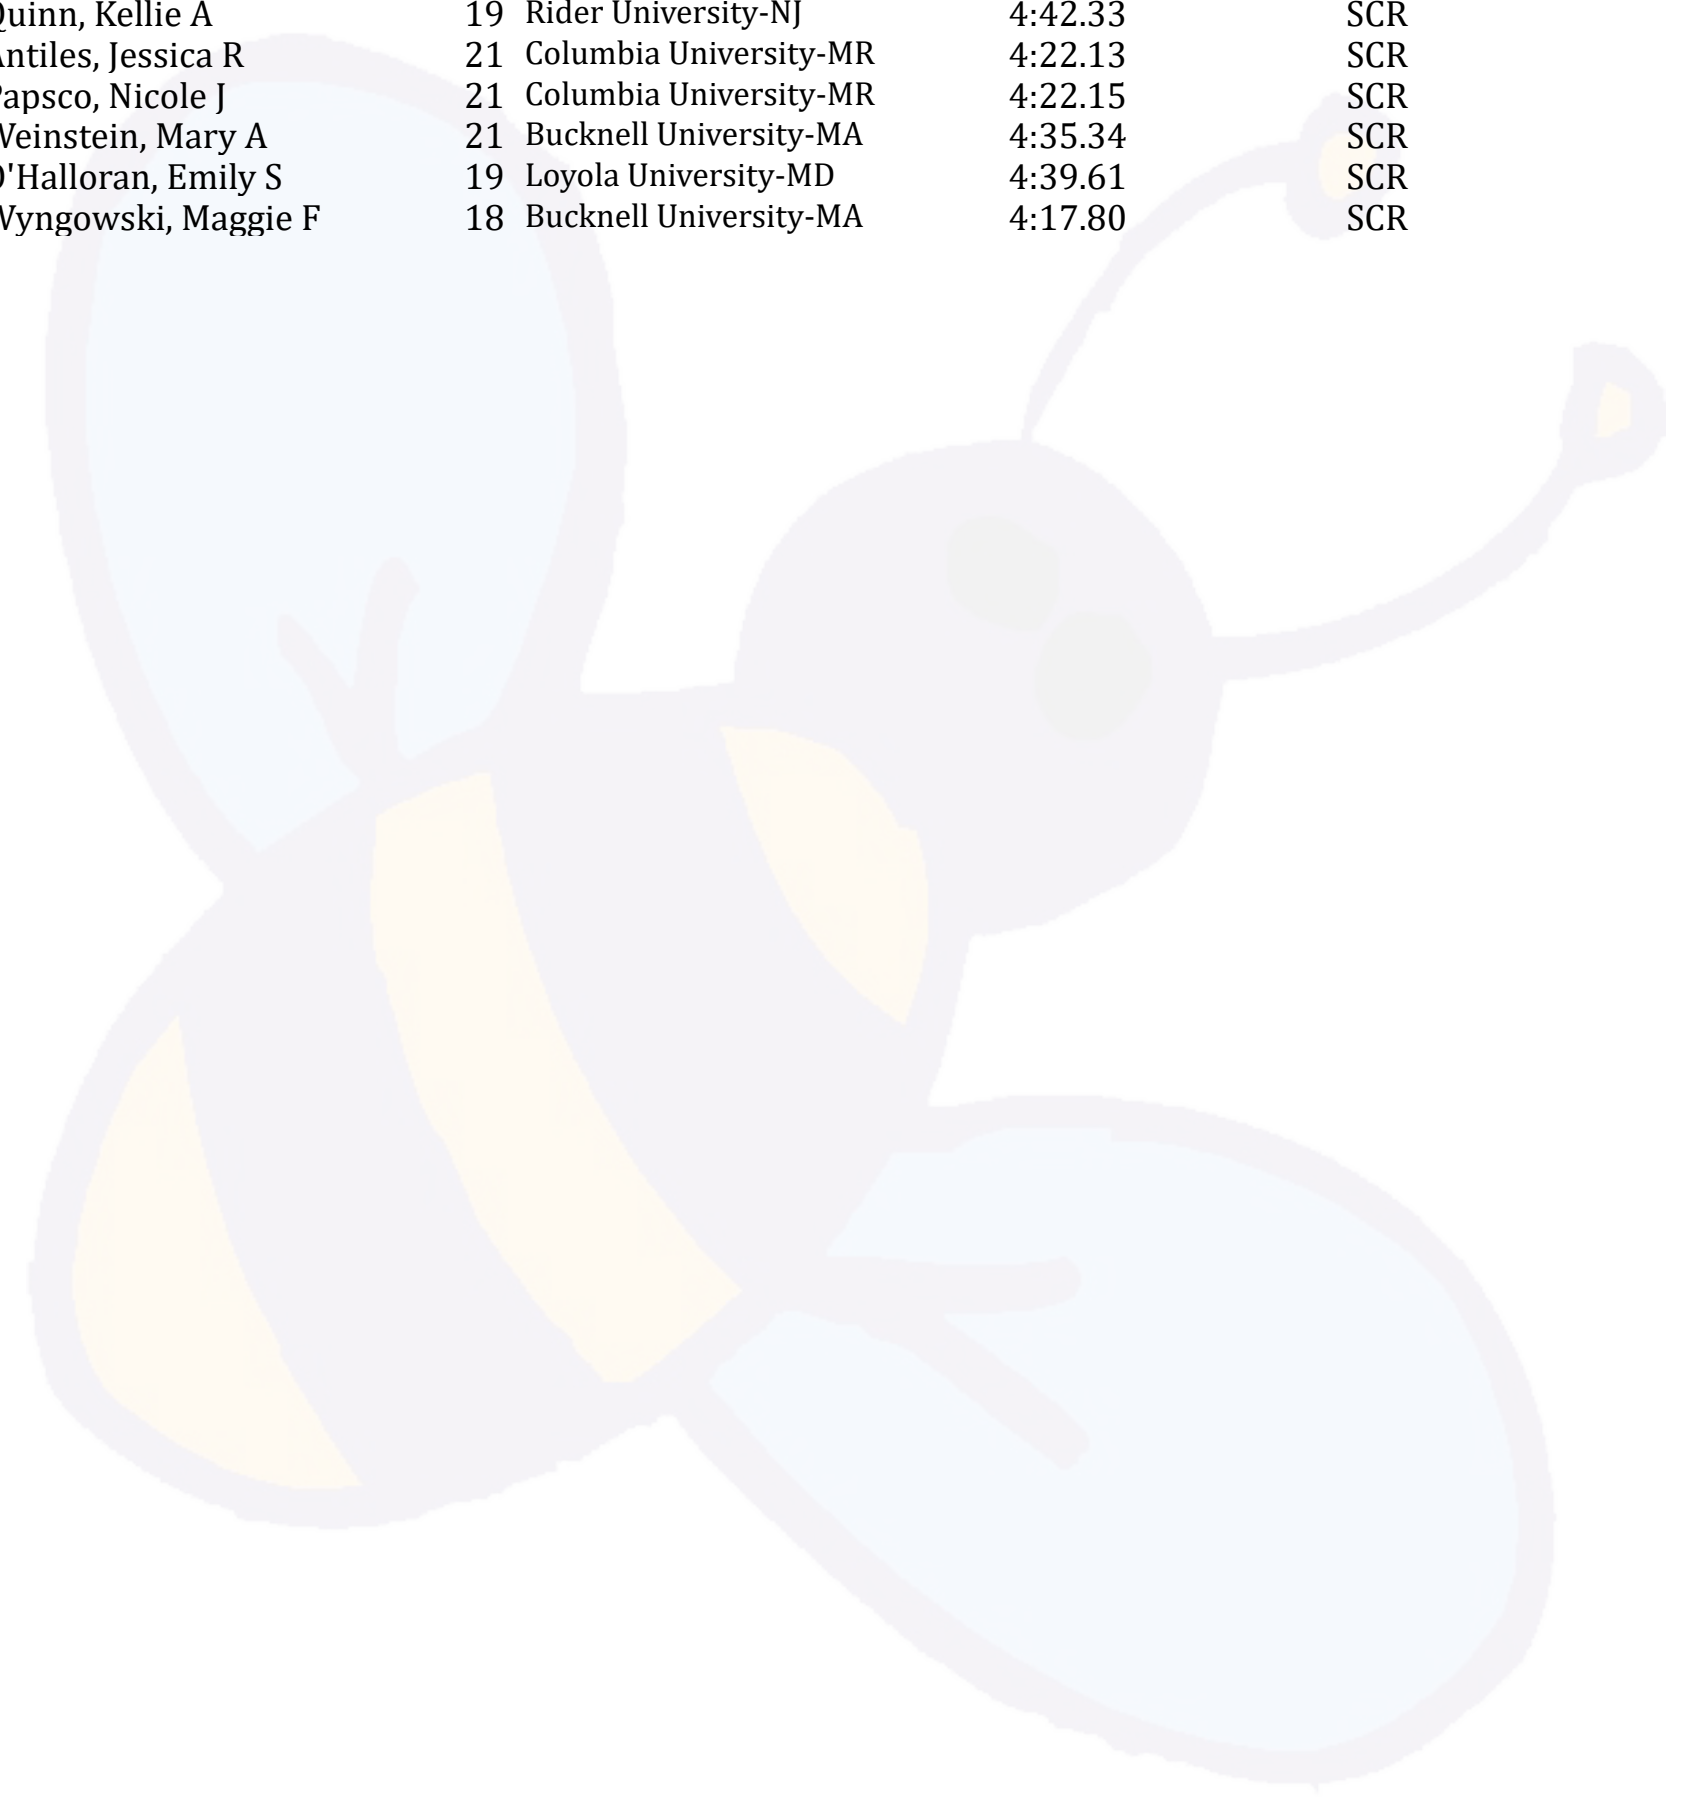 Quinn, Kellie A 19 Rider University-NJ 4:42.33 SCR
Antiles, Jessica R 21 Columbia University-MR 4:22.13 SCR
Papsco, Nicole J 21 Columbia University-MR 4:22.15 SCR
Weinstein, Mary A 21 Bucknell University-MA 4:35.34 SCR
O'Halloran, Emily S 19 Loyola University-MD 4:39.61 SCR
Wyngowski, Maggie F 18 Bucknell University-MA 4:17.80 SCR